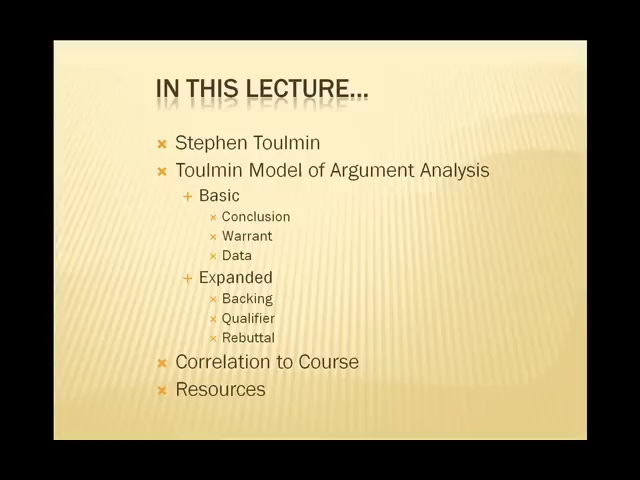 IN THIS LECTURE...
Stephen Toulmin
Toulmin Model of Argument Analysis
Basic
Conclusion
Warrant
Data
Expanded
Backing
Qualifier
Rebuttal
Correlation to Course
Resources